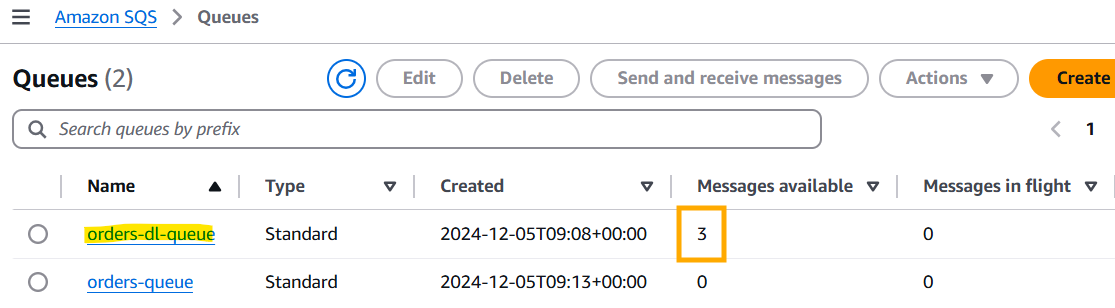 Amazon SQS > Queues
Queues (2) Edit Delete Send and receive messages Actions Create
Search queues by prefix 1
Name Type Created Messages available Messages in flight
orders-dl-queue Standard 2024-12-05T09:08+00:00 3 0
orders-queue Standard 2024-12-05T09:13+00:00 0 0